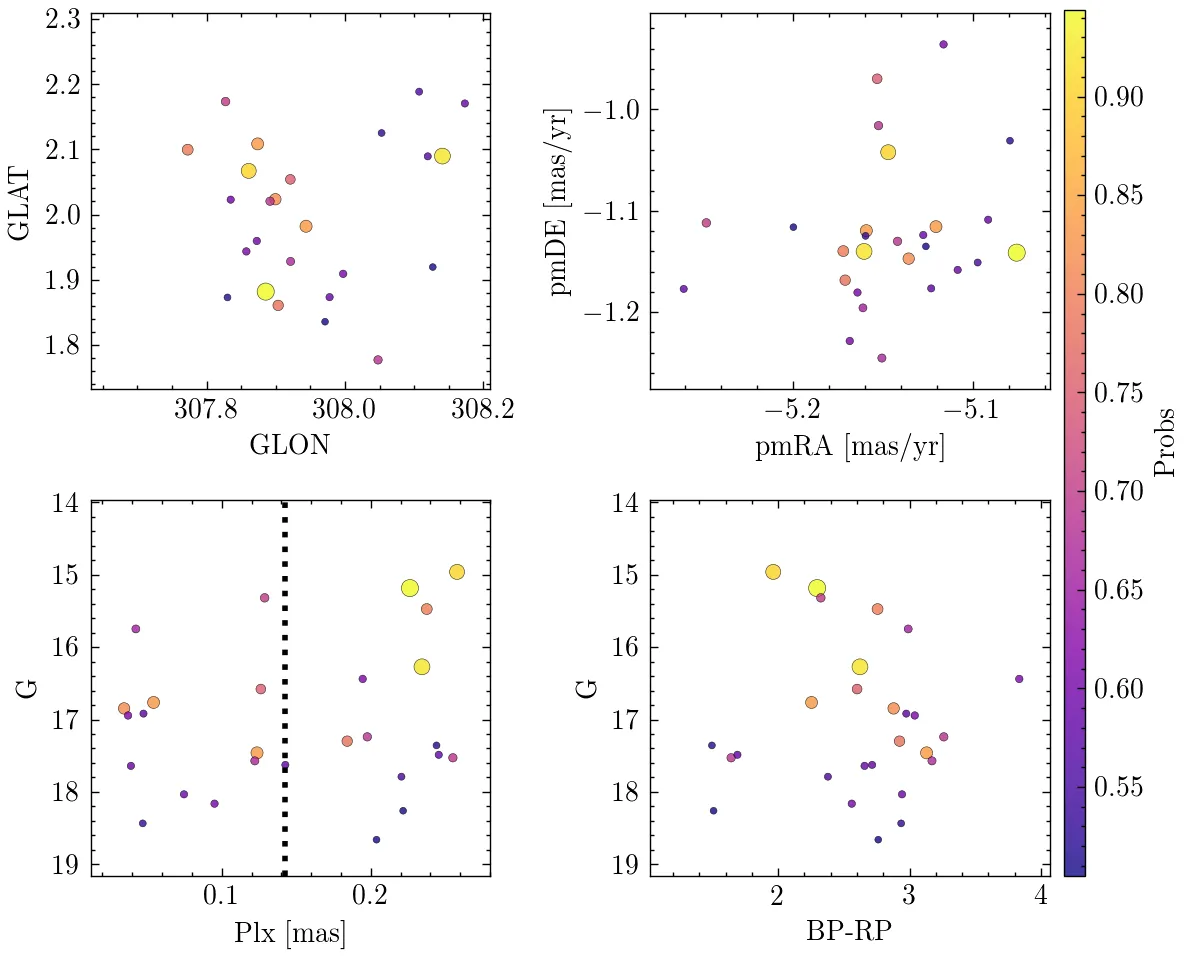 2.3
2.2
2.1
2.0
1.9
1.8
GLAT
307.8 308.0 308.2
GLON
−1.0
−1.1
−1.2
pmDE [mas/yr]
−5.2 −5.1
pmRA [mas/yr]
0.90
0.85
0.80
0.75
0.70
0.65
0.60
0.55
Probs
14
15
16
17
18
19
G
0.1 0.2
Plx [mas]
14
15
16
17
18
19
G
2 3 4
BP-RP